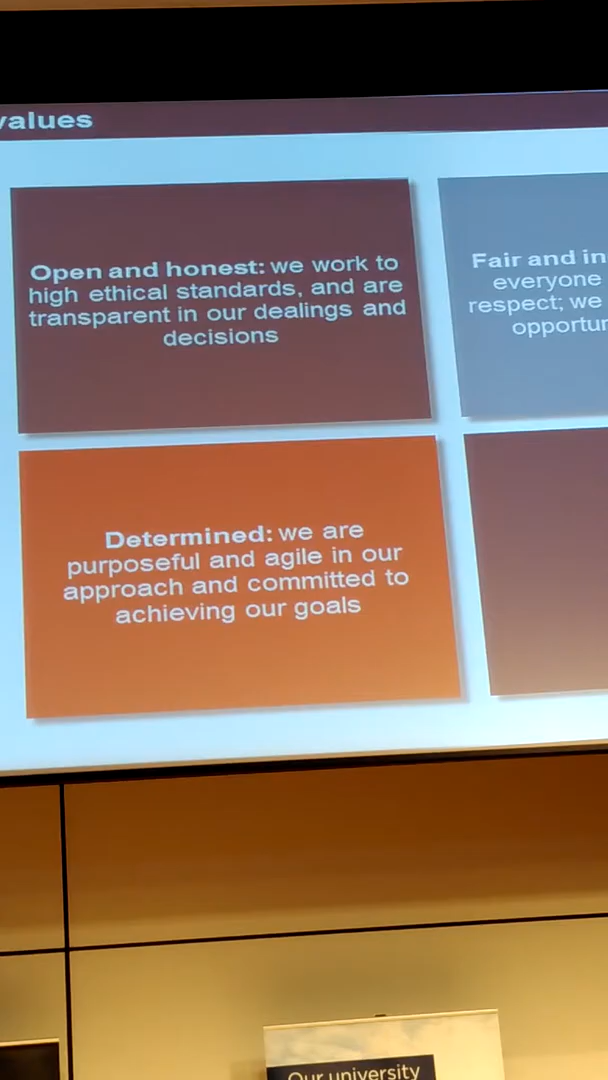 values
Open and honest: we work to
high ethical standards, and are
transparent in our dealings and
decisions
Fair and in
everyone
respect; we
opportun
Determined: we are
purposeful and agile in our
approach and committed to
achieving our goals
Our university